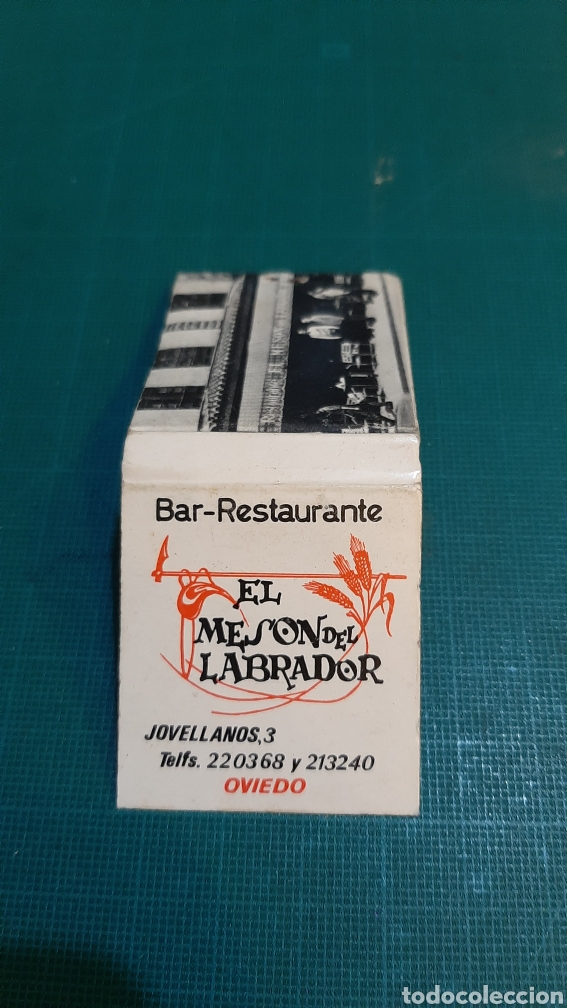 Bar-Restaurante
EL
MESON DEL
LABRADOR
JOVELLANOS,3
Telfs. 220368 y 213240
OVIEDO
todocoleccion